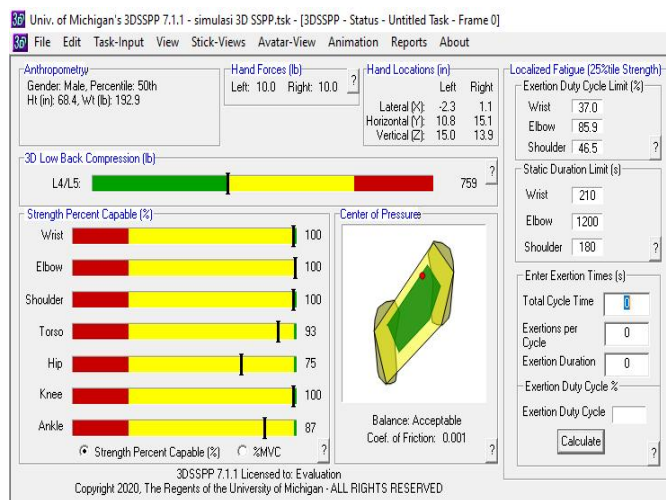 Univ. of Michigan's 3DSSPP 7.1.1 - simulasi 3D SSPP.tsk - [3DSSPP - Status - Untitled Task - Frame 0]
File Edit Task-Input View Stick-Views Avatar-View Animation Reports About
Anthropometry
Gender: Male, Percentile: 50th
Ht (in): 68.4, Wt (lb): 192.9
Hand Forces (lb)
Left: 10.0 Right: 10.0 ?
Hand Locations (in)
Left Right
Lateral (X): -2.3 1.1
Horizontal (Y): 10.8 15.1
Vertical (Z): 15.0 13.9
3D Low Back Compression (lb)
L4/L5: 759 ?
Strength Percent Capable (%)
Wrist 100
Elbow 100
Shoulder 100
Torso 93
Hip 75
Knee 100
Ankle 87
Strength Percent Capable (%) %MVC ?
Center of Pressure
Balance: Acceptable
Coef. of Friction: 0.001 ?
Localized Fatigue (25%tile Strength)
Exertion Duty Cycle Limit (%)
Wrist 37.0
Elbow 85.9
Shoulder 46.5 ?
Static Duration Limit (s)
Wrist 210
Elbow 1200
Shoulder 180 ?
Enter Exertion Times (s)
Total Cycle Time 0
Exertions per
Cycle 0
Exertion Duration 0
Exertion Duty Cycle %
Exertion Duty Cycle
Calculate ?
3DSSPP 7.1.1 Licensed to: Evaluation
Copyright 2020, The Regents of the University of Michigan - ALL RIGHTS RESERVED